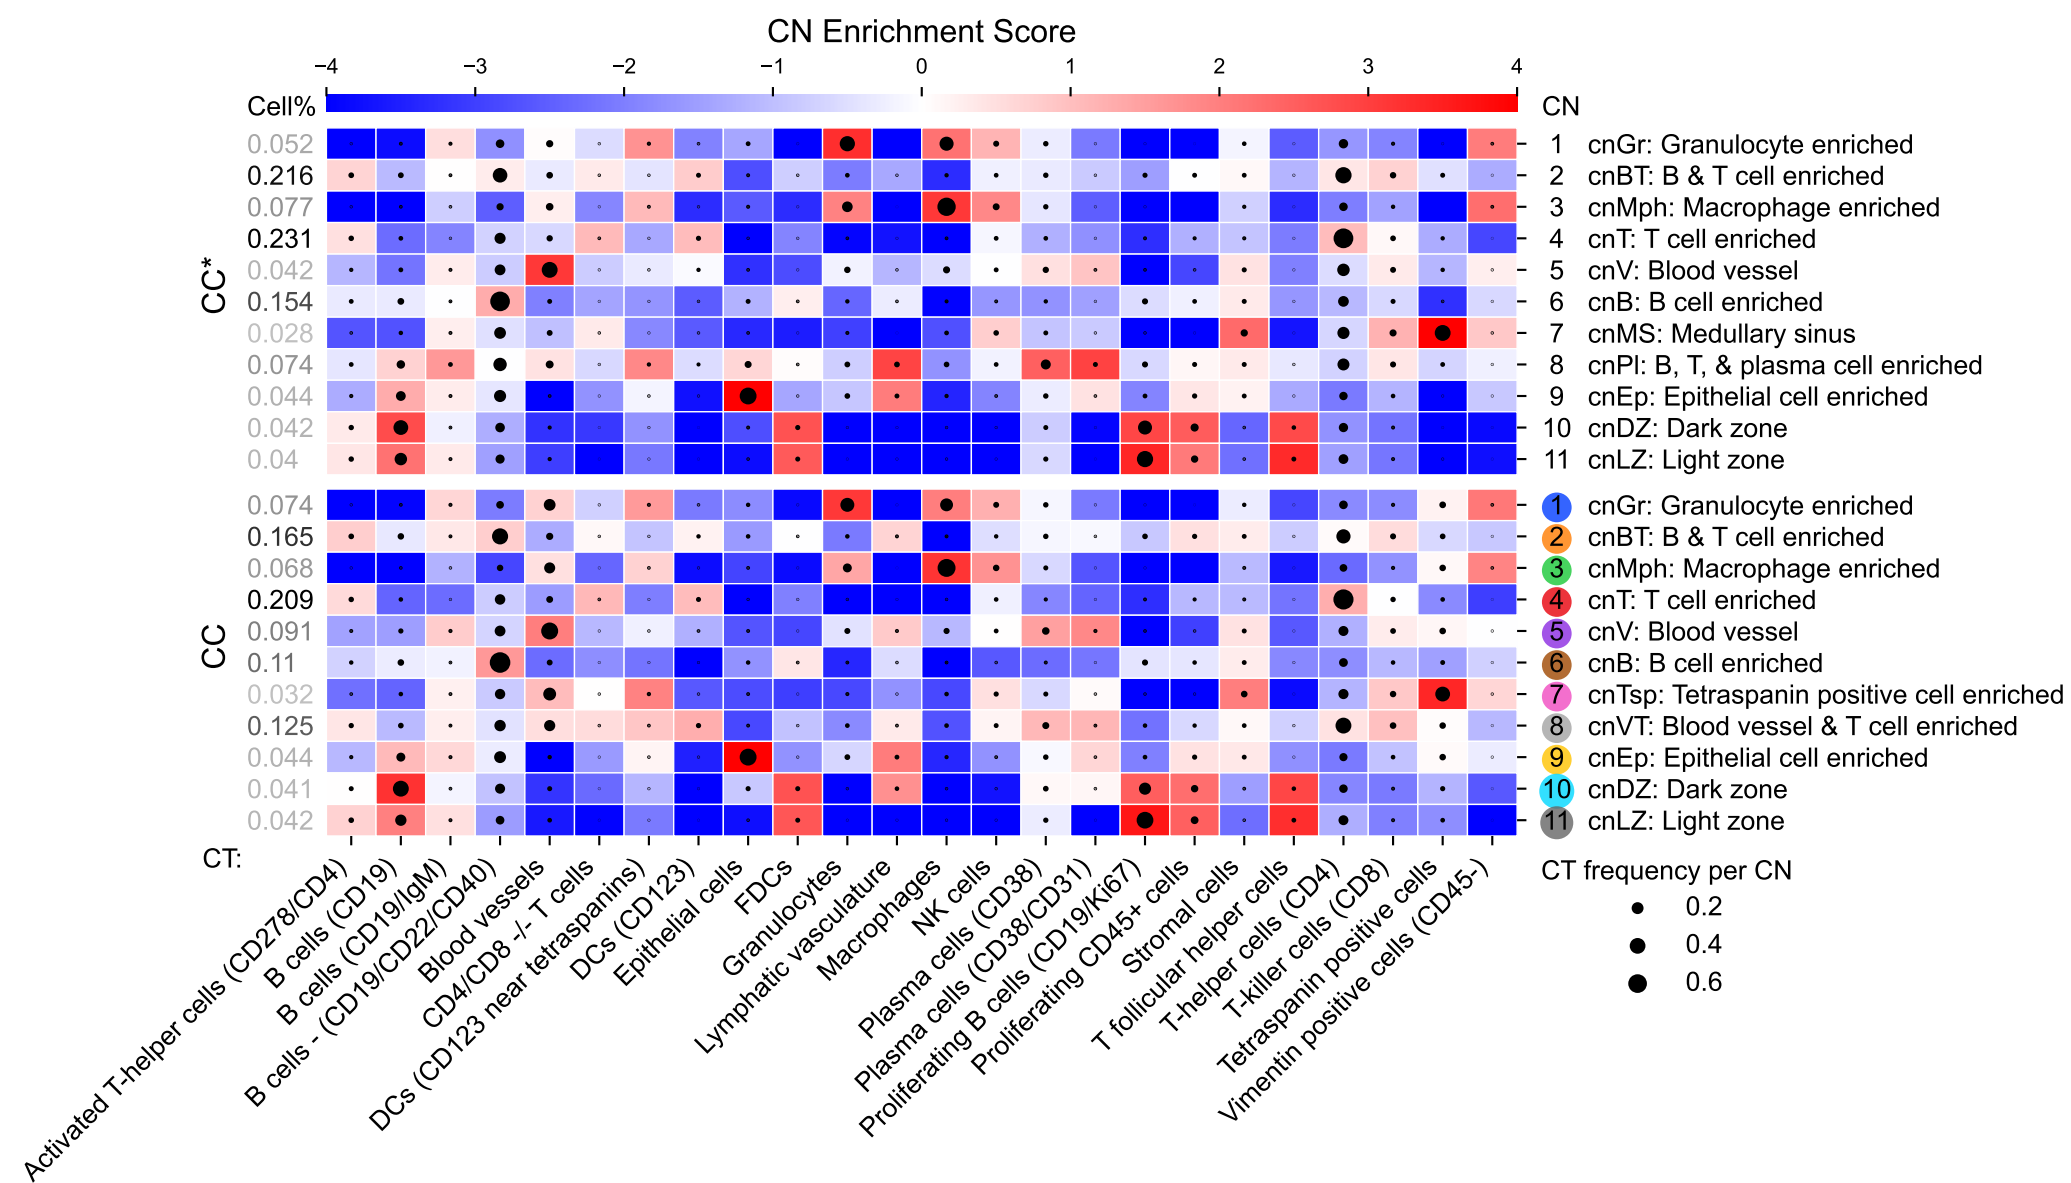 CN Enrichment Score
−4 −3 −2 −1 0 1 2 3 4
Cell% CN
CC*
0.052 1 cnGr: Granulocyte enriched
0.216 2 cnBT: B & T cell enriched
0.077 3 cnMph: Macrophage enriched
0.231 4 cnT: T cell enriched
0.042 5 cnV: Blood vessel
0.154 6 cnB: B cell enriched
0.028 7 cnMS: Medullary sinus
0.074 8 cnPl: B, T, & plasma cell enriched
0.044 9 cnEp: Epithelial cell enriched
0.042 10 cnDZ: Dark zone
0.04 11 cnLZ: Light zone
CC
0.074 1 cnGr: Granulocyte enriched
0.165 2 cnBT: B & T cell enriched
0.068 3 cnMph: Macrophage enriched
0.209 4 cnT: T cell enriched
0.091 5 cnV: Blood vessel
0.11 6 cnB: B cell enriched
0.032 7 cnTsp: Tetraspanin positive cell enriched
0.125 8 cnVT: Blood vessel & T cell enriched
0.044 9 cnEp: Epithelial cell enriched
0.041 10 cnDZ: Dark zone
0.042 11 cnLZ: Light zone
CT:
Activated T-helper cells (CD278/CD4)
B cells (CD19)
B cells (CD19/IgM)
B cells - (CD19/CD22/CD40)
Blood vessels
CD4/CD8 -/- T cells
DCs (CD123 near tetraspanins)
DCs (CD123)
Epithelial cells
FDCs
Granulocytes
Lymphatic vasculature
Macrophages
NK cells
Plasma cells (CD38)
Plasma cells (CD38/CD31)
Proliferating B cells (CD19/Ki67)
Proliferating CD45+ cells
Stromal cells
T follicular helper cells
T-helper cells (CD4)
T-killer cells (CD8)
Tetraspanin positive cells
Vimentin positive cells (CD45-)
CT frequency per CN
0.2
0.4
0.6